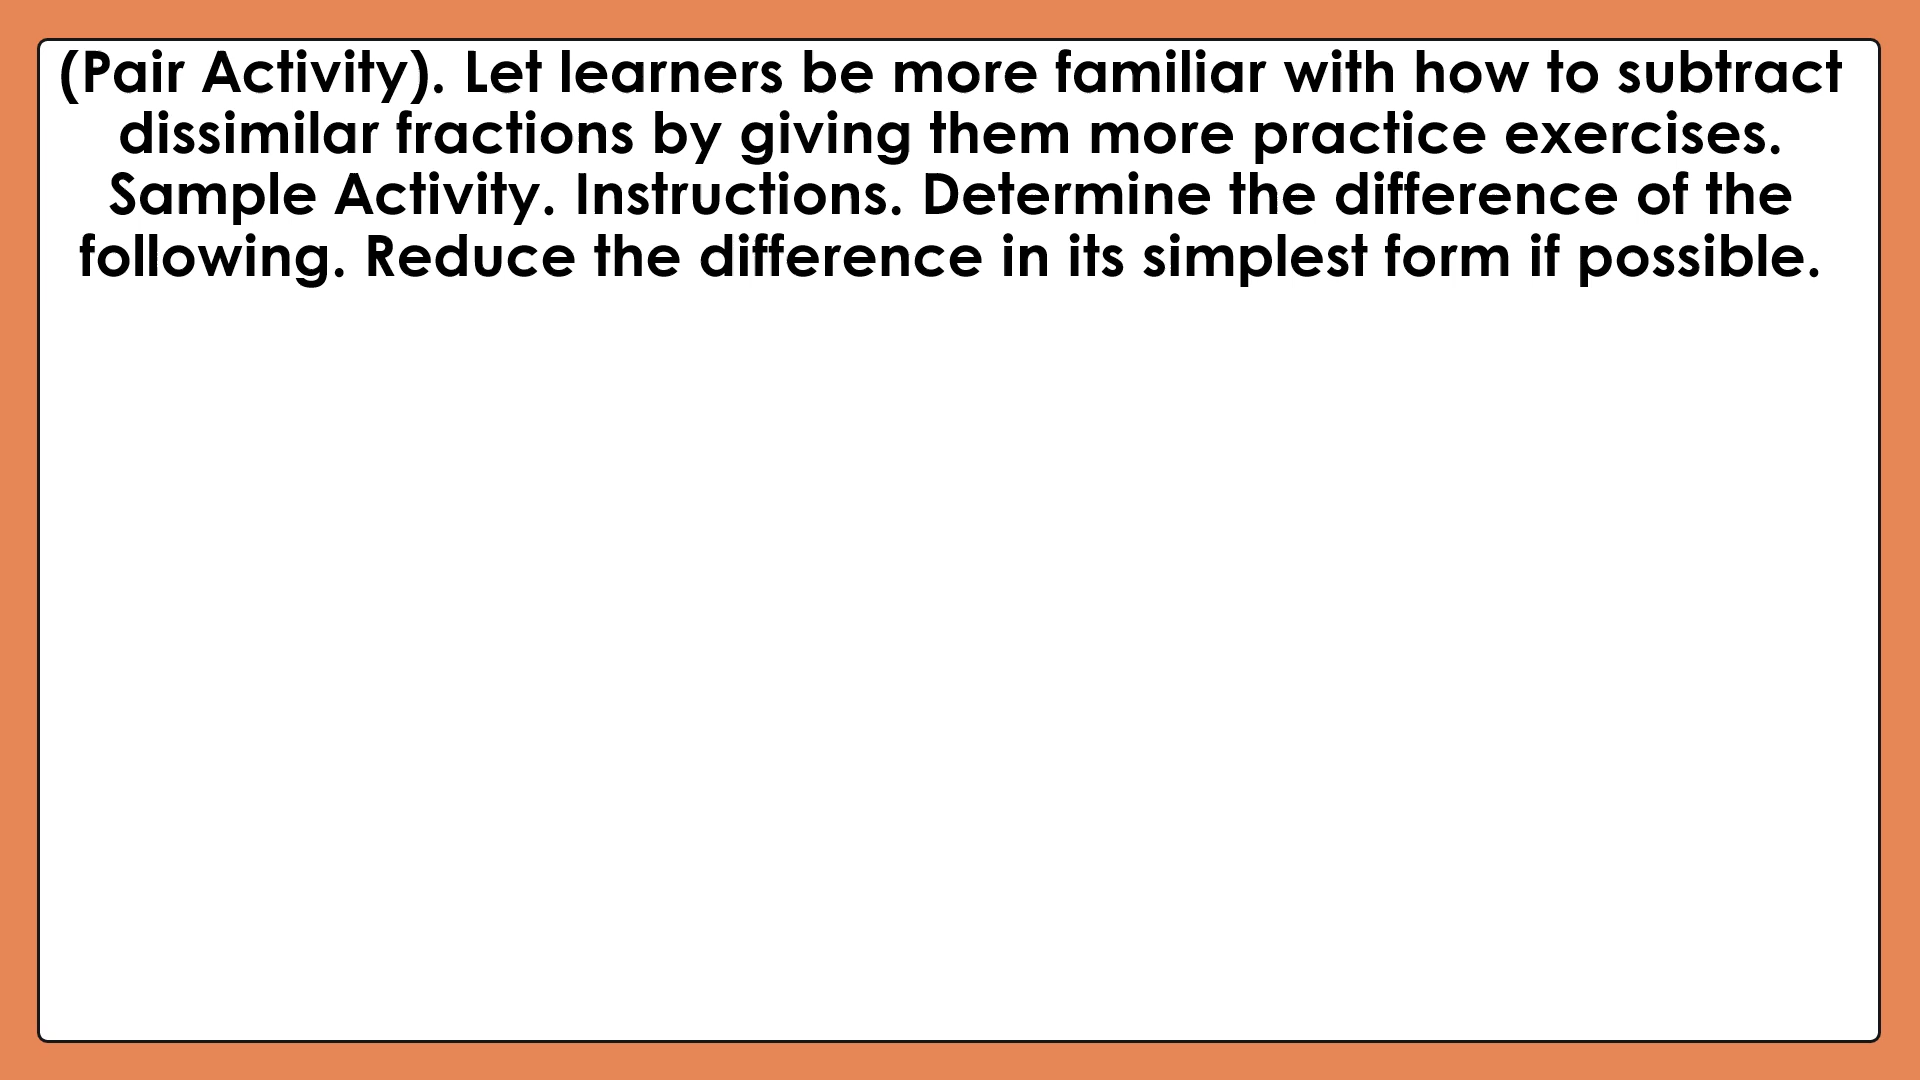 (Pair Activity). Let learners be more familiar with how to subtract
dissimilar fractions by giving them more practice exercises.
Sample Activity. Instructions. Determine the difference of the
following. Reduce the difference in its simplest form if possible.